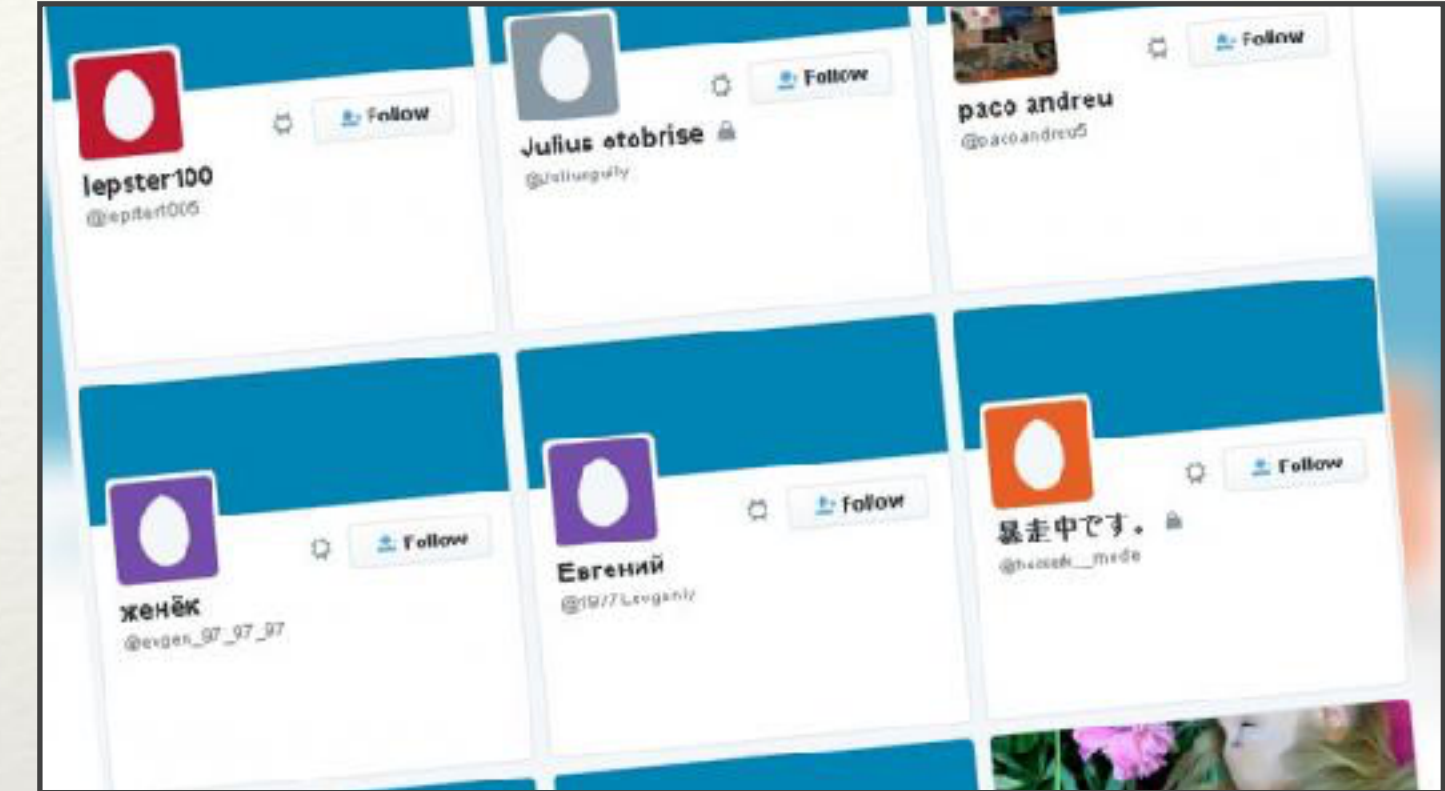 Follow
lepster100
Follow
Julius otobrise
Follow
paco andreu
@pacoandreu5
Follow
женёк
@evgen_97_97_97
Follow
Евгений
Follow
暴走中です。